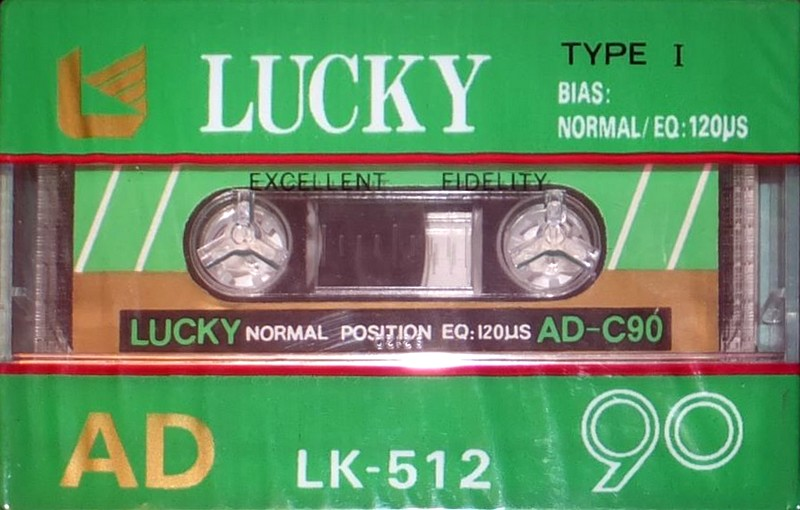 LUCKY
TYPE I
BIAS:
NORMAL/EQ:120µS
EXCELLENT FIDELITY
LUCKY NORMAL POSITION EQ:120µS AD-C90
AD LK-512 90